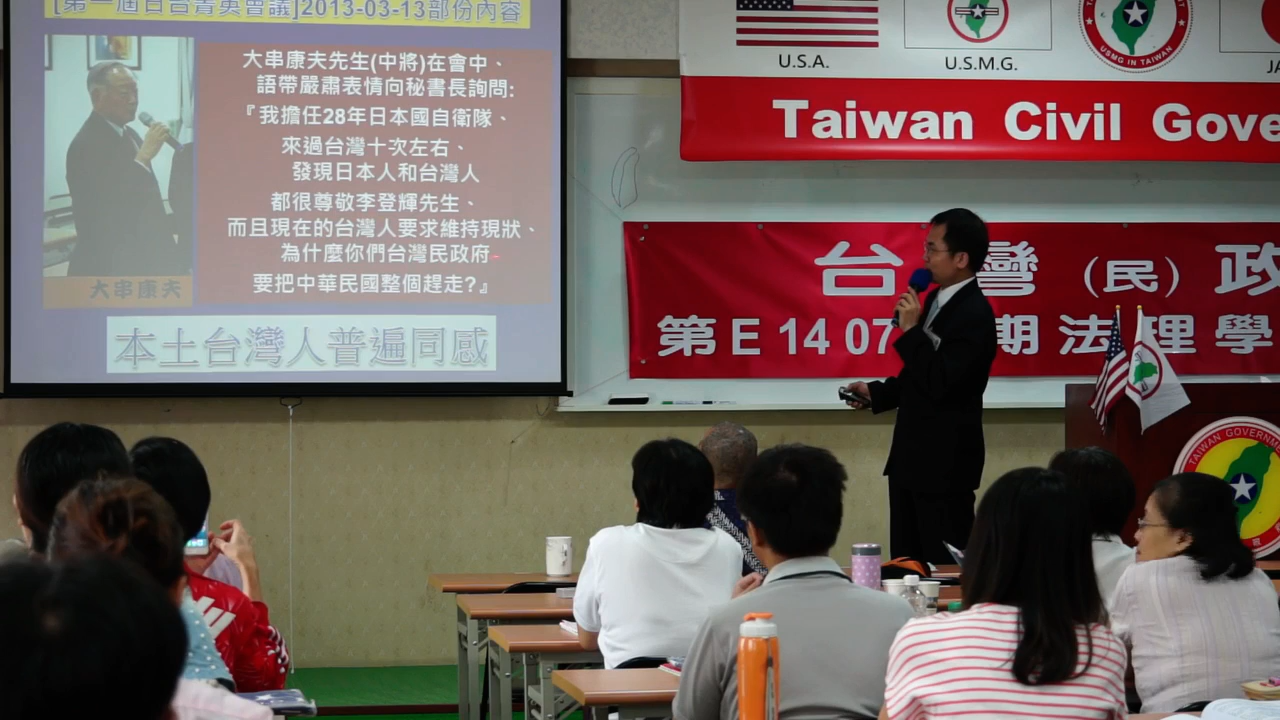 [第一屆日台菁英會議]2013-03-13部份內容
大串康夫先生(中將)在會中、
語帶嚴肅表情向秘書長詢問:
『我擔任28年日本國自衛隊、
來過台灣十次左右、
發現日本人和台灣人
都很尊敬李登輝先生、
而且現在的台灣人要求維持現狀、
為什麼你們台灣民政府
要把中華民國整個趕走?』
大串康夫
本土台灣人普遍同感
U.S.A.
U.S.M.G.
USMG IN TAIWAN
JA
Taiwan Civil Gove
台灣(民)政
第E1407期法理學
TAIWAN GOVERNM